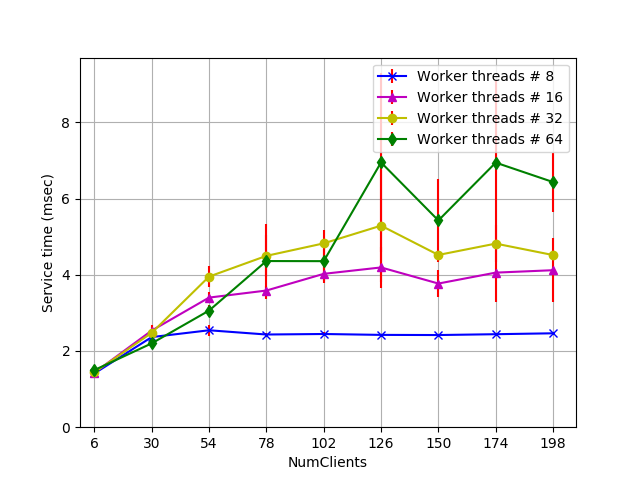 Worker threads # 8
Worker threads # 16
Worker threads # 32
Worker threads # 64
8
6
4
2
0
Service time (msec)
6 30 54 78 102 126 150 174 198
NumClients